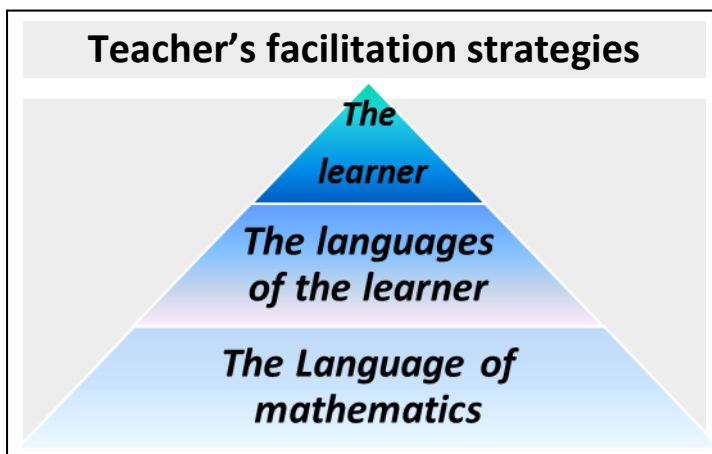 Teacher’s facilitation strategies
The
learner
The languages
of the learner
The Language of
mathematics